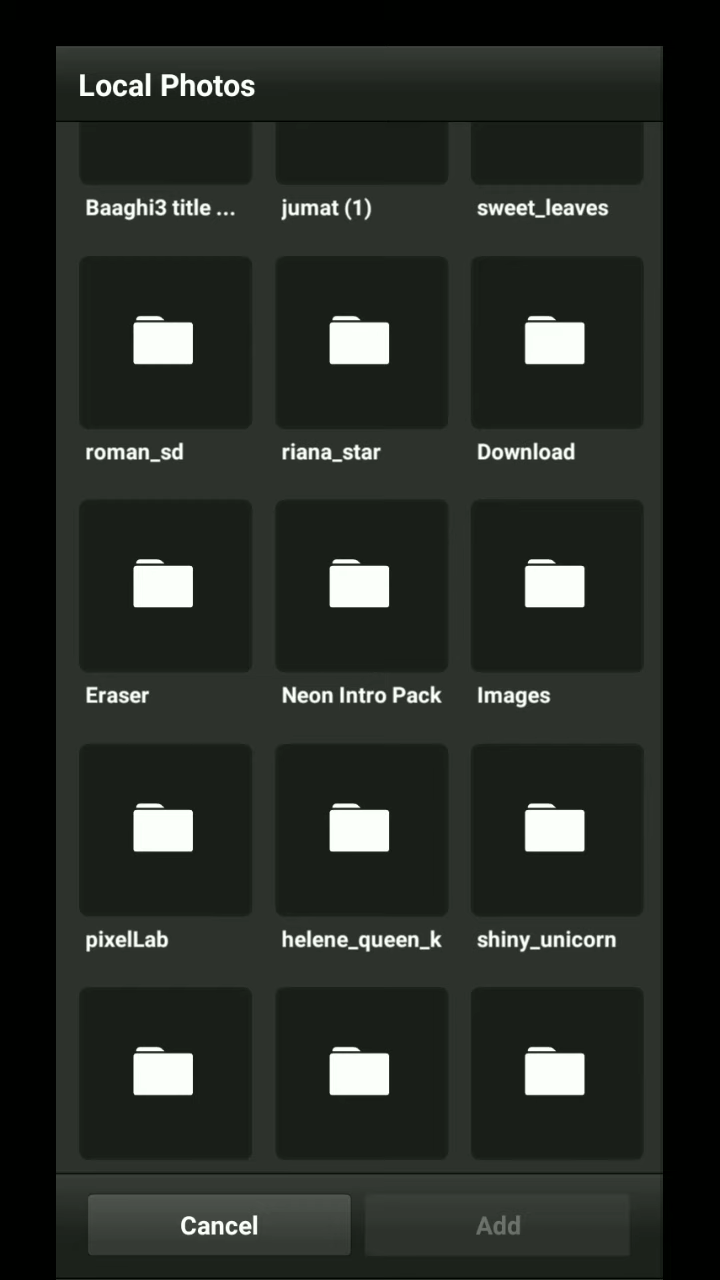 Local Photos
Baaghi3 title ...
jumat (1)
sweet_leaves
roman_sd
riana_star
Download
Eraser
Neon Intro Pack
Images
pixelLab
helene_queen_k
shiny_unicorn
Cancel
Add